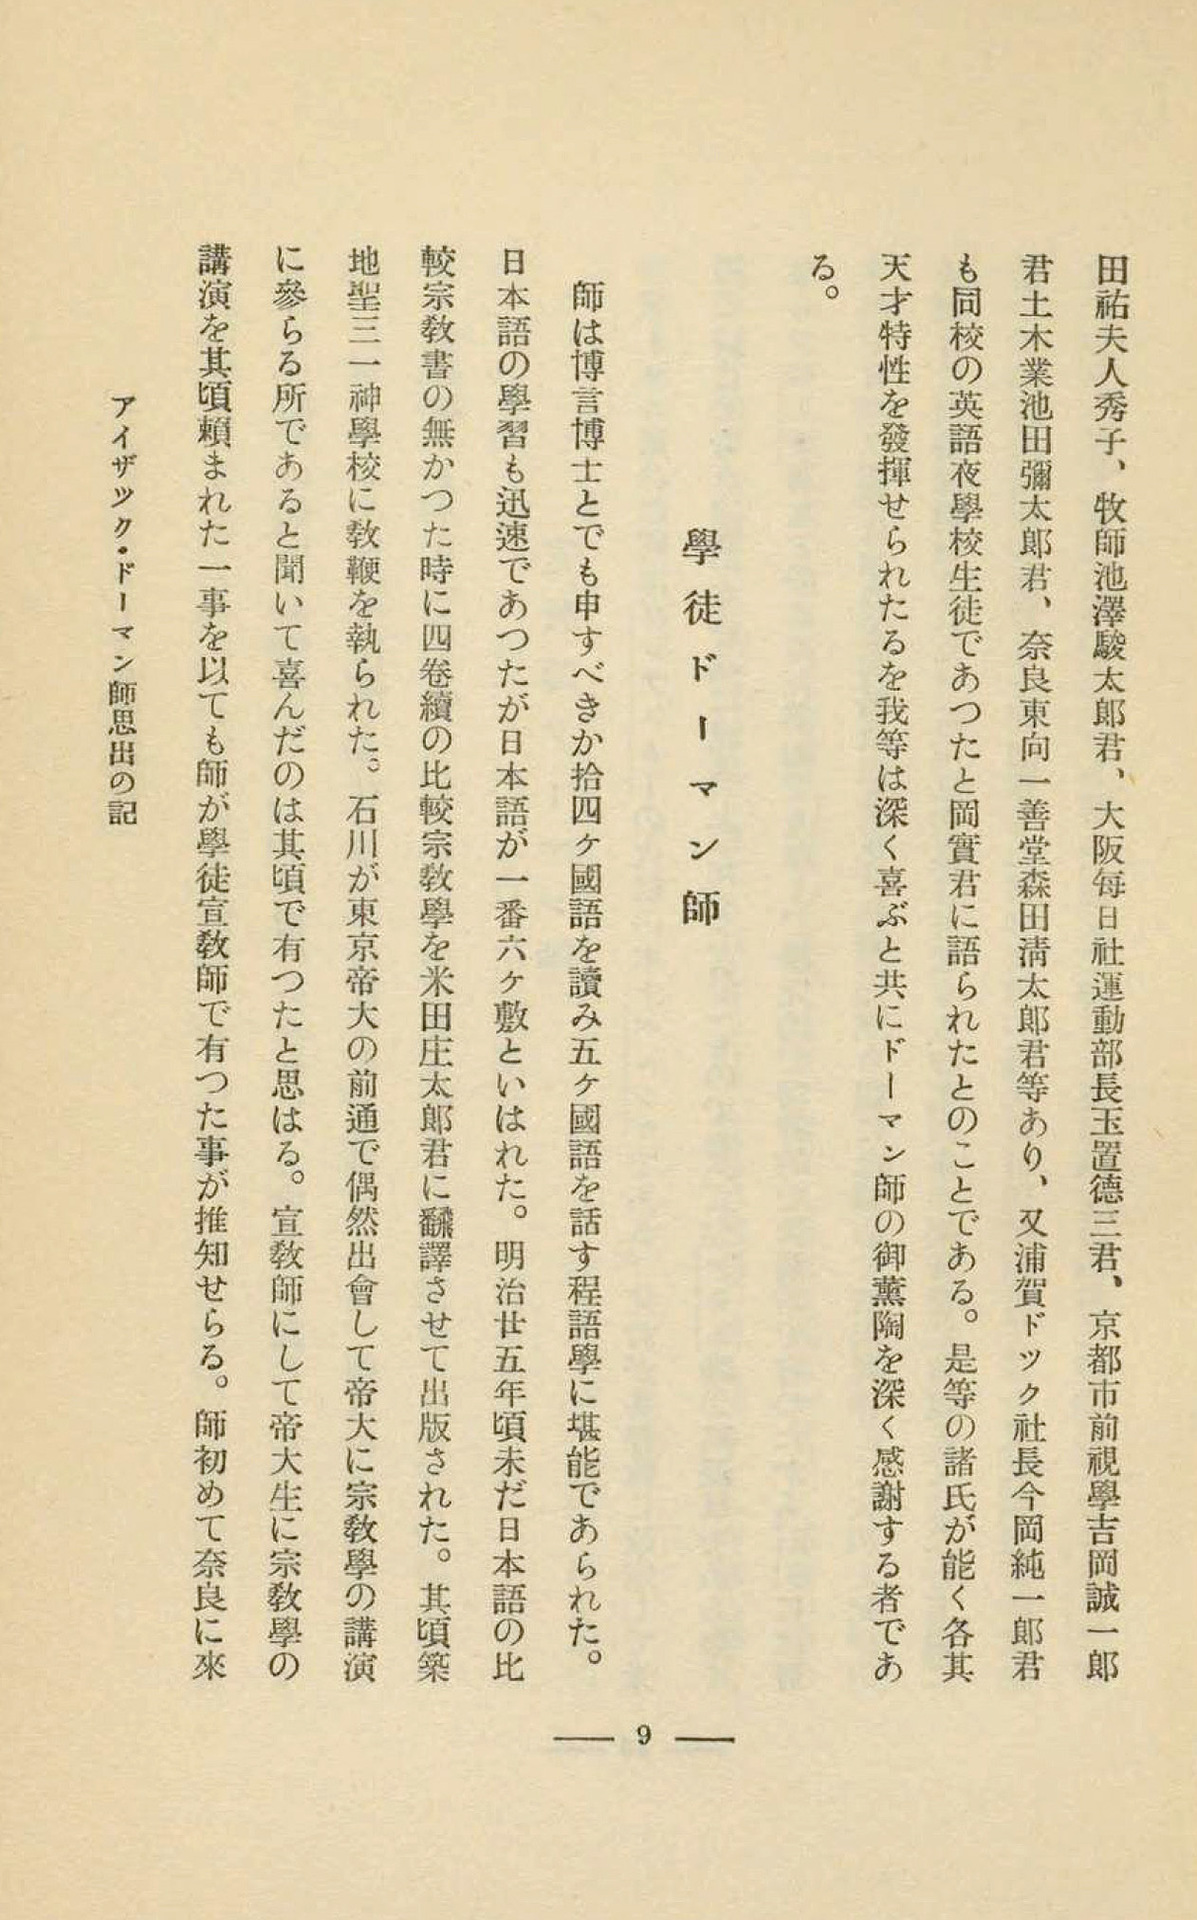 田祐夫人秀子、牧師池澤駿太郎君、大阪每日社運動部長玉置德三君、京都市前視學吉岡誠一郎
君土木業池田彌太郎君、奈良東向一善堂森田淸太郎君等あり、又浦賀ドック社長今岡純一郎君
も同校の英語夜學校生徒であつたと岡實君に語られたとのことである。是等の諸氏が能く各其
天才特性を發揮せられたるを我等は深く喜ぶと共にドーマン師の御薰陶を深く感謝する者であ
る。
學徒ドーマン師
師は博言博士とでも申すべきか拾四ケ國語を讀み五ケ國語を話す程語學に堪能であられた。
日本語の學習も迅速であつたが日本語が一番六ケ敷といはれた。明治廿五年頃未だ日本語の比
較宗敎書の無かつた時に四卷續の比較宗敎學を米田庄太郎君に飜譯させて出版された。其頃築
地聖三一神學校に敎鞭を執られた。石川が東京帝大の前通で偶然出會して帝大に宗敎學の講演
に參らる所であると聞いて喜んだのは其頃で有つたと思はる。宣敎師にして帝大生に宗敎學の
講演を其頃賴まれた一事を以ても師が學徒宣敎師で有つた事が推知せらる。師初めて奈良に來
アイザック・ドーマン師思出の記
9